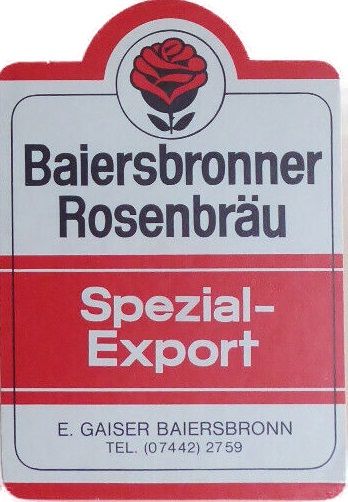 Baiersbronner
Rosenbräu
Spezial-
Export
E. GAISER BAIERSBRONN
TEL. (07442) 2759